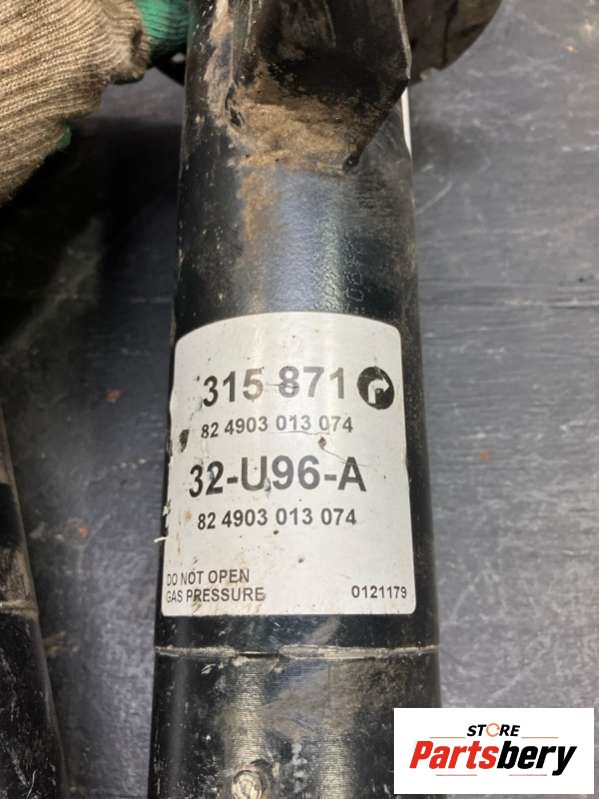 315 871
82 4903 013 074
32-U96-A
82 4903 013 074
DO NOT OPEN
GAS PRESSURE 0121179
STORE
Partsbery